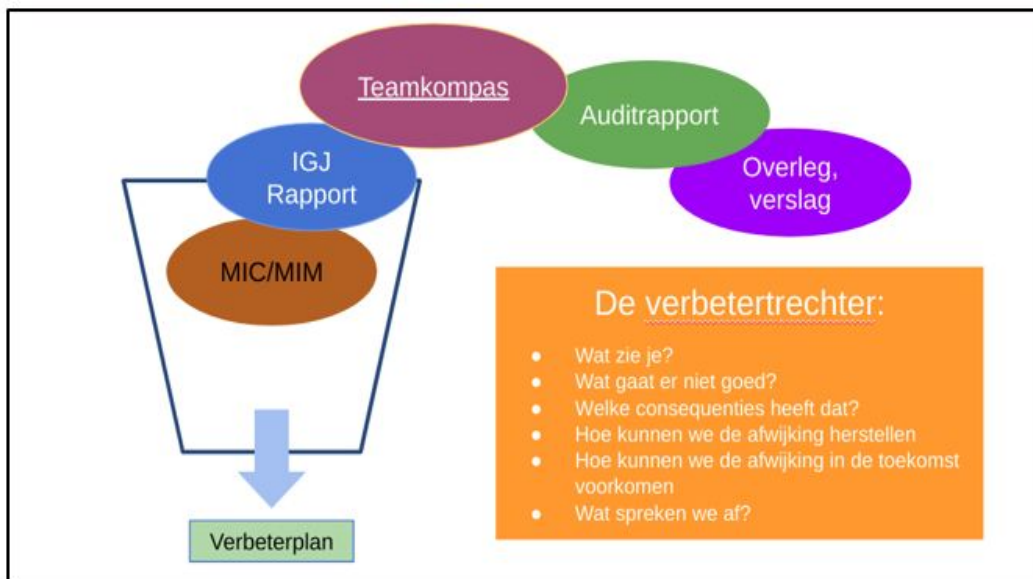 Teamkompas
Auditrapport
IGJ
Rapport
Overleg,
verslag
MIC/MIM
De verbetertrechter:
● Wat zie je?
● Wat gaat er niet goed?
● Welke consequenties heeft dat?
● Hoe kunnen we de afwijking herstellen
● Hoe kunnen we de afwijking in de toekomst
voorkomen
● Wat spreken we af?
Verbeterplan